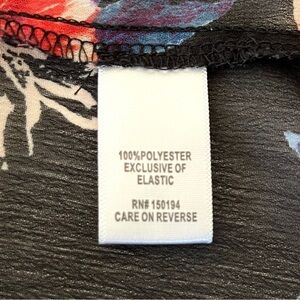 100%POLYESTER
EXCLUSIVE OF
ELASTIC
RN# 150194
CARE ON REVERSE